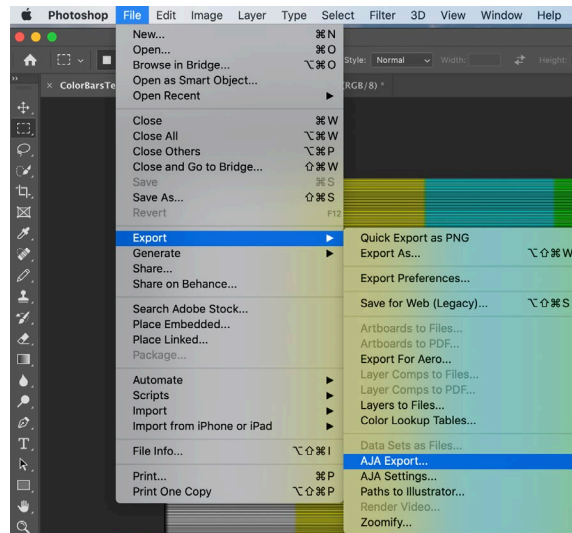 Photoshop File Edit Image Layer Type Select Filter 3D View Window Help
Style: Normal Width: Height:
× ColorBarsTe
RGB/8) *
New... ⌘N
Open... ⌘O
Browse in Bridge... ⌥⌘O
Open as Smart Object...
Open Recent ▶
Close ⌘W
Close All ⌥⌘W
Close Others ⌥⌘P
Close and Go to Bridge... ⇧⌘W
Save ⌘S
Save As... ⇧⌘S
Revert F12
Export ▶
Generate ▶
Share...
Share on Behance...
Search Adobe Stock...
Place Embedded...
Place Linked...
Package...
Automate ▶
Scripts ▶
Import ▶
Import from iPhone or iPad ▶
File Info... ⌥⇧⌘I
Print... ⌘P
Print One Copy ⌥⇧⌘P
Quick Export as PNG
Export As... ⌥⇧⌘W
Export Preferences...
Save for Web (Legacy)... ⌥⇧⌘S
Artboards to Files...
Artboards to PDF...
Export For Aero...
Layer Comps to Files...
Layer Comps to PDF...
Layers to Files...
Color Lookup Tables...
Data Sets as Files...
AJA Export...
AJA Settings...
Paths to Illustrator...
Render Video...
Zoomify...